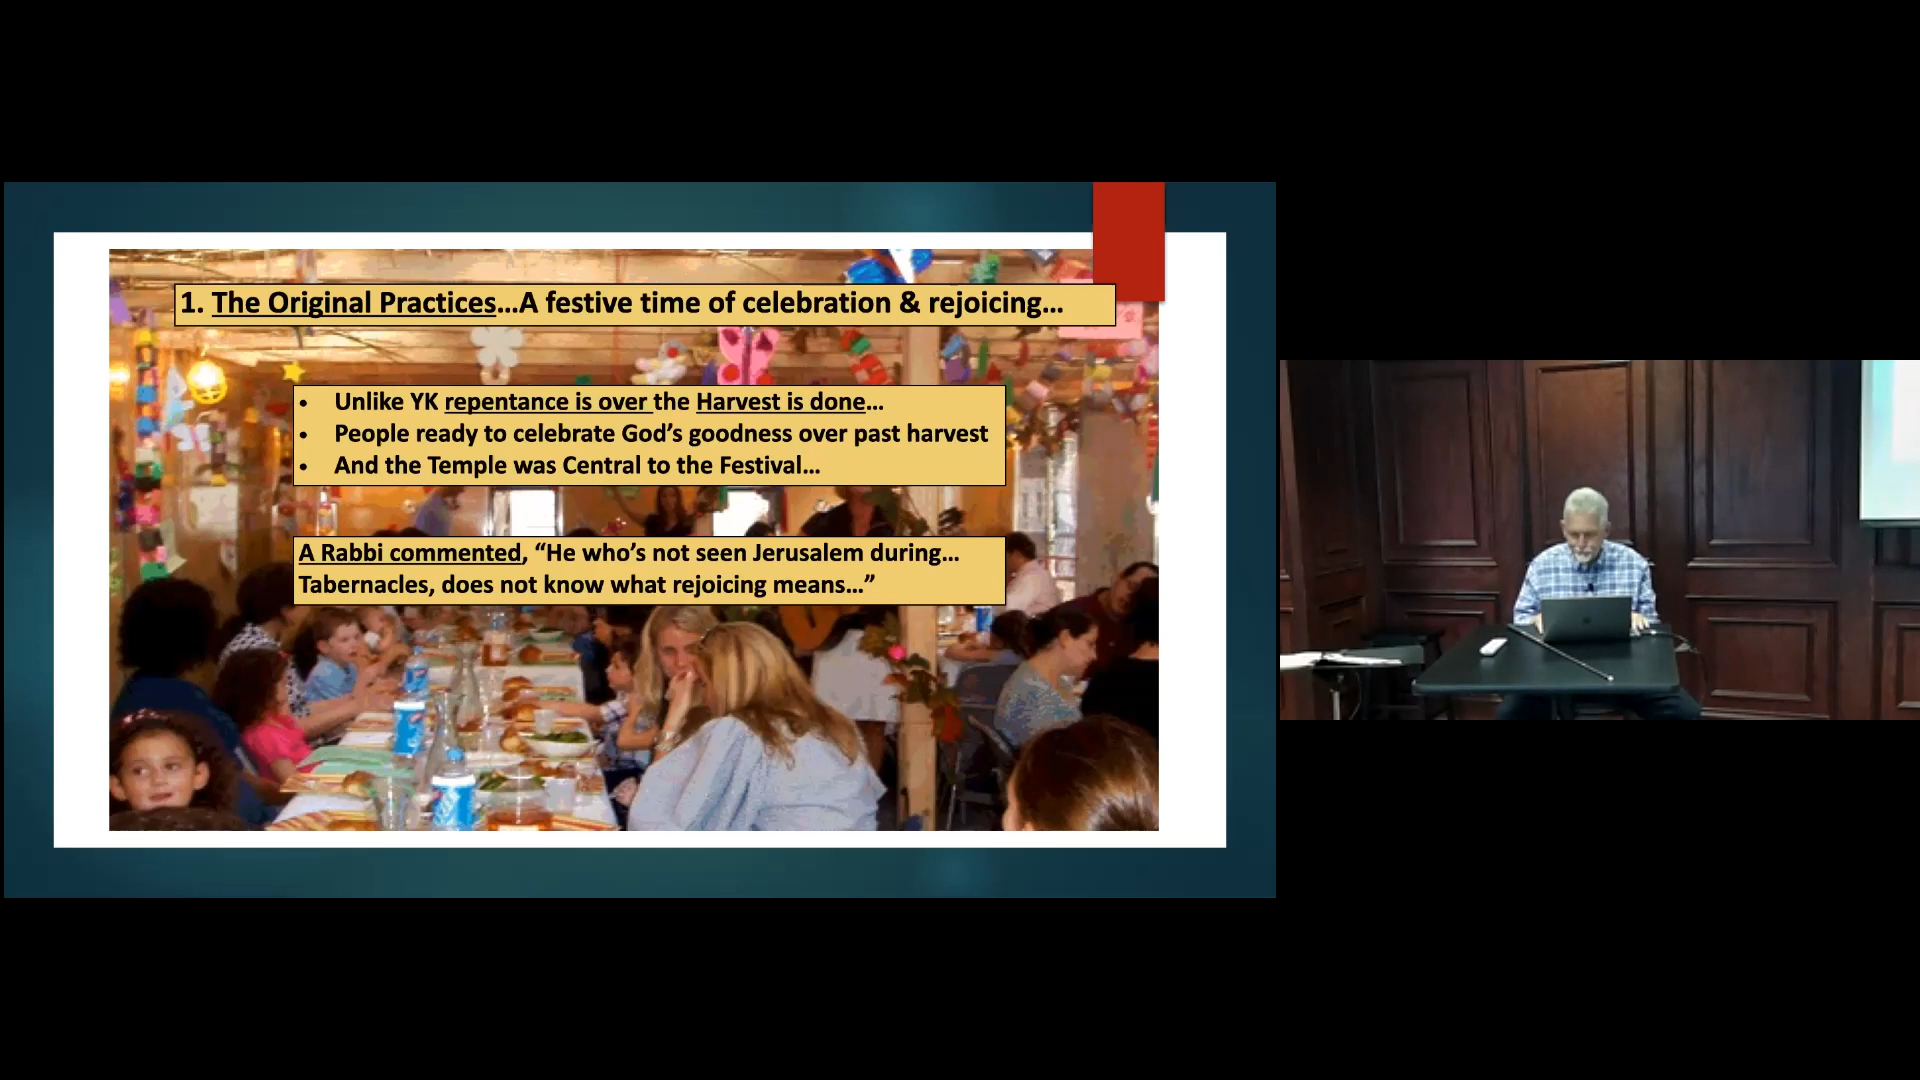 1. The Original Practices...A festive time of celebration & rejoicing...
• Unlike YK repentance is over the Harvest is done...
• People ready to celebrate God’s goodness over past harvest
• And the Temple was Central to the Festival...
A Rabbi commented, “He who’s not seen Jerusalem during...
Tabernacles, does not know what rejoicing means...”